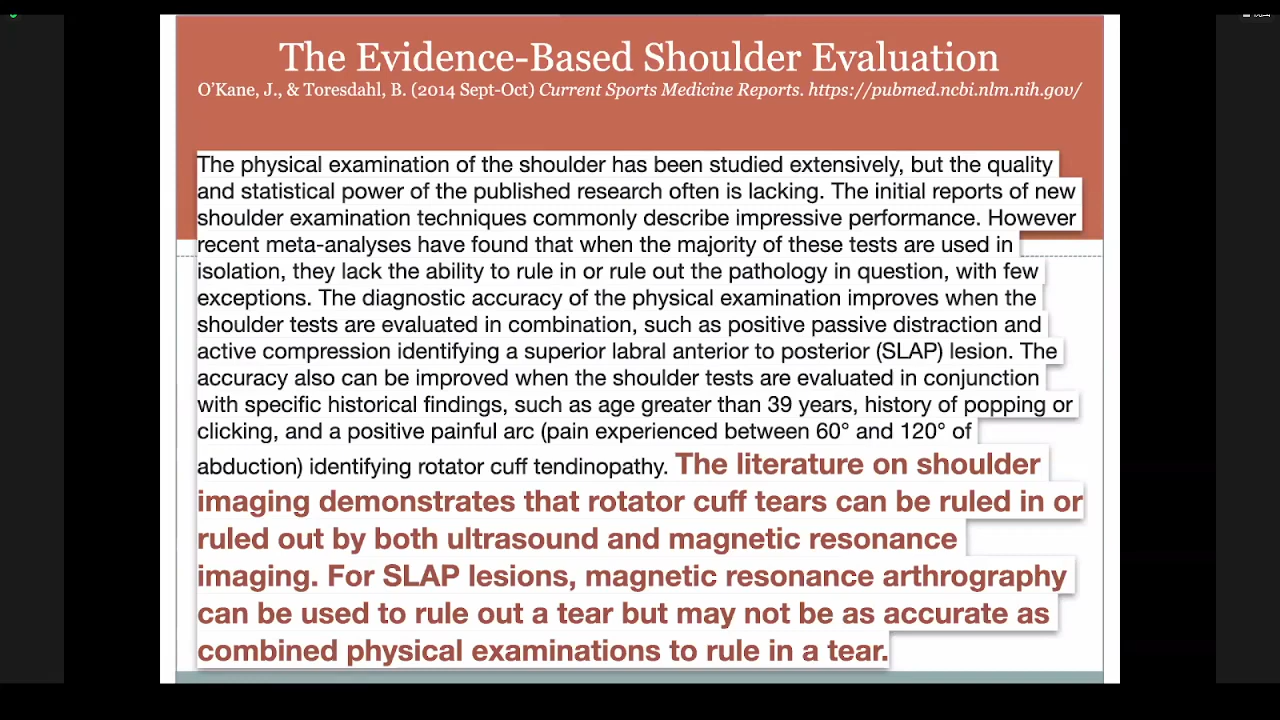 The Evidence-Based Shoulder Evaluation
O'Kane, J., & Toresdahl, B. (2014 Sept-Oct) Current Sports Medicine Reports. https://pubmed.ncbi.nlm.nih.gov/
The physical examination of the shoulder has been studied extensively, but the quality
and statistical power of the published research often is lacking. The initial reports of new
shoulder examination techniques commonly describe impressive performance. However
recent meta-analyses have found that when the majority of these tests are used in
isolation, they lack the ability to rule in or rule out the pathology in question, with few
exceptions. The diagnostic accuracy of the physical examination improves when the
shoulder tests are evaluated in combination, such as positive passive distraction and
active compression identifying a superior labral anterior to posterior (SLAP) lesion. The
accuracy also can be improved when the shoulder tests are evaluated in conjunction
with specific historical findings, such as age greater than 39 years, history of popping or
clicking, and a positive painful arc (pain experienced between 60° and 120° of
abduction) identifying rotator cuff tendinopathy. The literature on shoulder
imaging demonstrates that rotator cuff tears can be ruled in or
ruled out by both ultrasound and magnetic resonance
imaging. For SLAP lesions, magnetic resonance arthrography
can be used to rule out a tear but may not be as accurate as
combined physical examinations to rule in a tear.